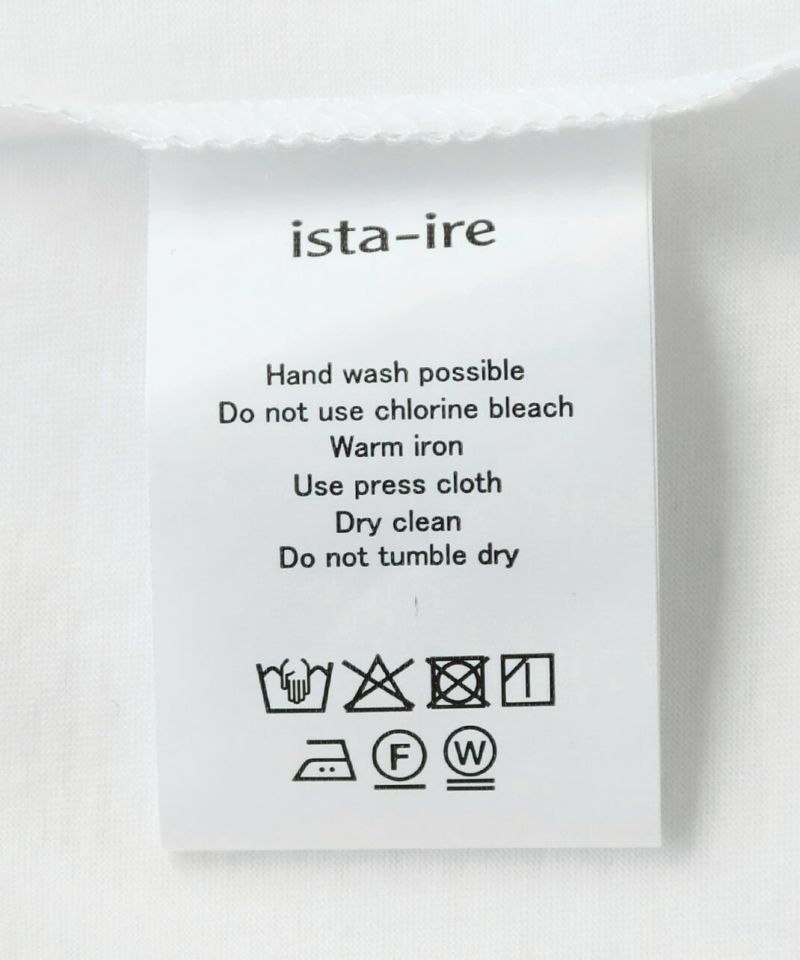 ista-ire
Hand wash possible
Do not use chlorine bleach
Warm iron
Use press cloth
Dry clean
Do not tumble dry
F W